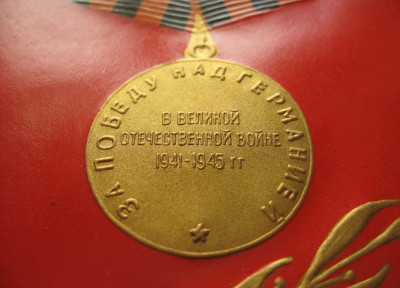 ЗА ПОБЕДУ НАД ГЕРМАНИЕЙ
В ВЕЛИКОЙ
ОТЕЧЕСТВЕННОЙ ВОЙНЕ
1941-1945 гг